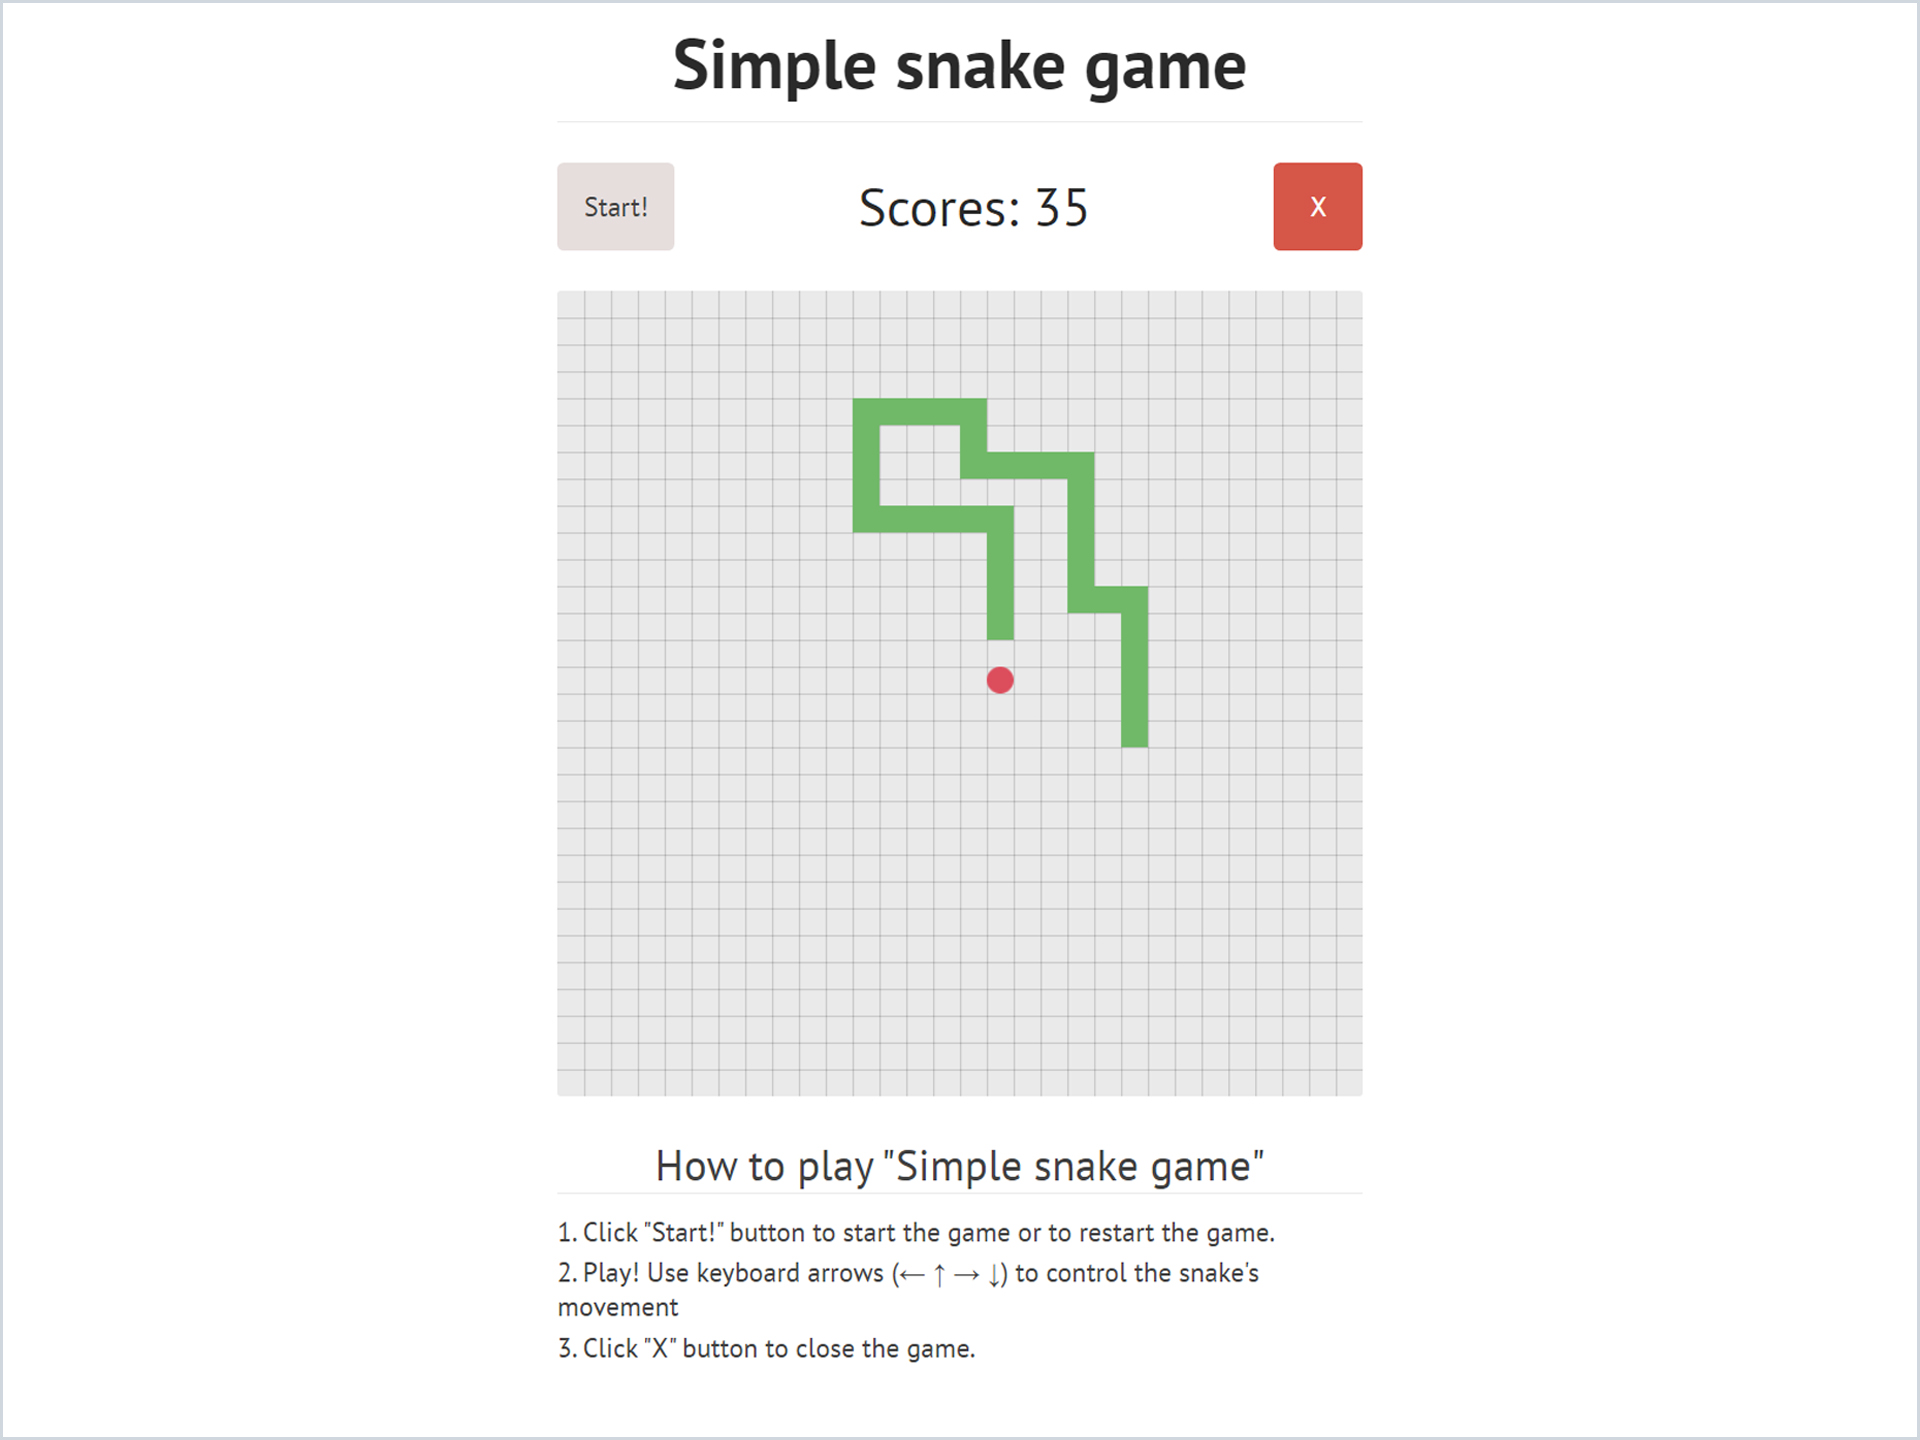 Simple snake game
Start!
Scores: 35
X
How to play "Simple snake game"
1. Click "Start!" button to start the game or to restart the game.
2. Play! Use keyboard arrows (← ↑ → ↓) to control the snake's
movement
3. Click "X" button to close the game.